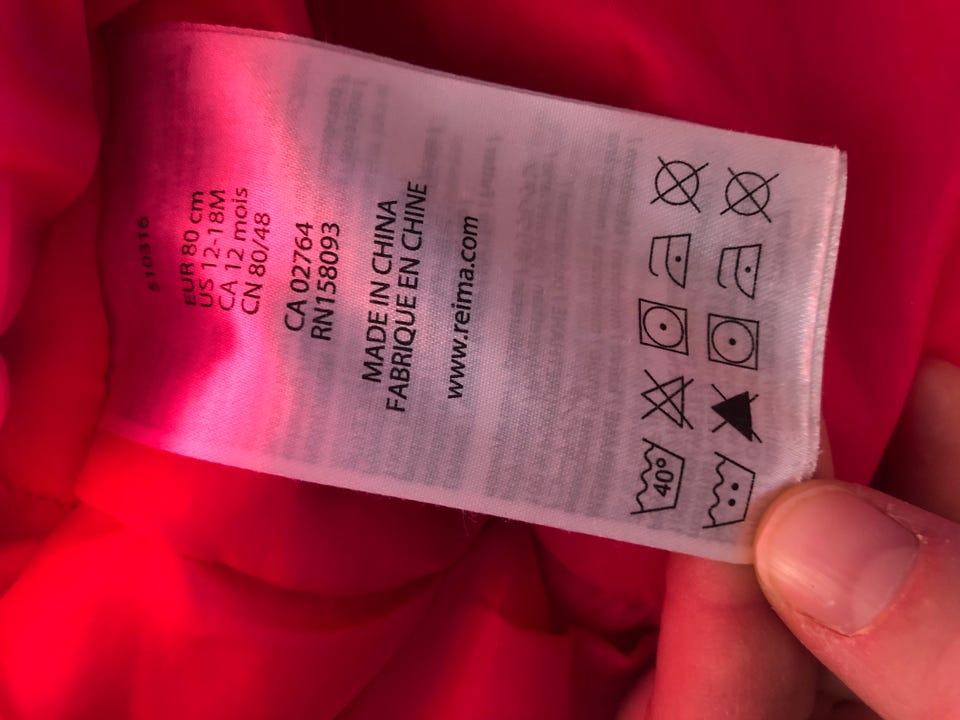 510316
EUR 80 cm
US 12-18M
CA 12 mois
CN 80/48
CA 02764
RN158093
MADE IN CHINA
FABRIQUE EN CHINE
www.reima.com
40°